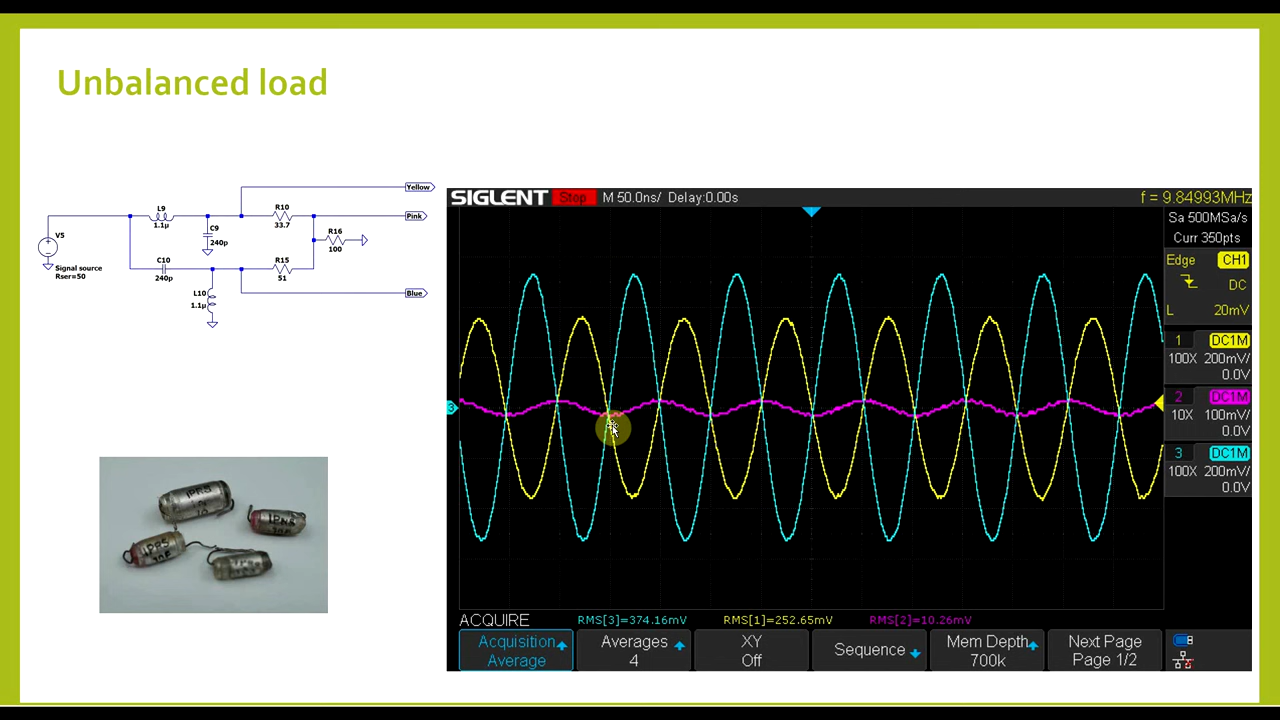 Unbalanced load
Yellow
L9
1.1µ
R10
33.7
Pink
V5
C9
240p
R16
100
Signal source
Rser=50
C10
240p
R15
51
L10
1.1µ
Blue
SIGLENT Stop M 50.0ns/ Delay:0.00s f = 9.84993MHz
Sa 500MSa/s
Curr 350pts
Edge CH1
DC
L 20mV
1 DC1M
100X 200mV/
0.0V
2 DC1M
10X 100mV/
0.0V
3 DC1M
100X 200mV/
0.0V
3
ACQUIRE RMS[3]=374.16mV RMS[1]=252.65mV RMS[2]=10.26mV
Acquisition Averages XY Sequence Mem Depth Next Page
Average 4 Off 700k Page 1/2
IPRS
IPRS